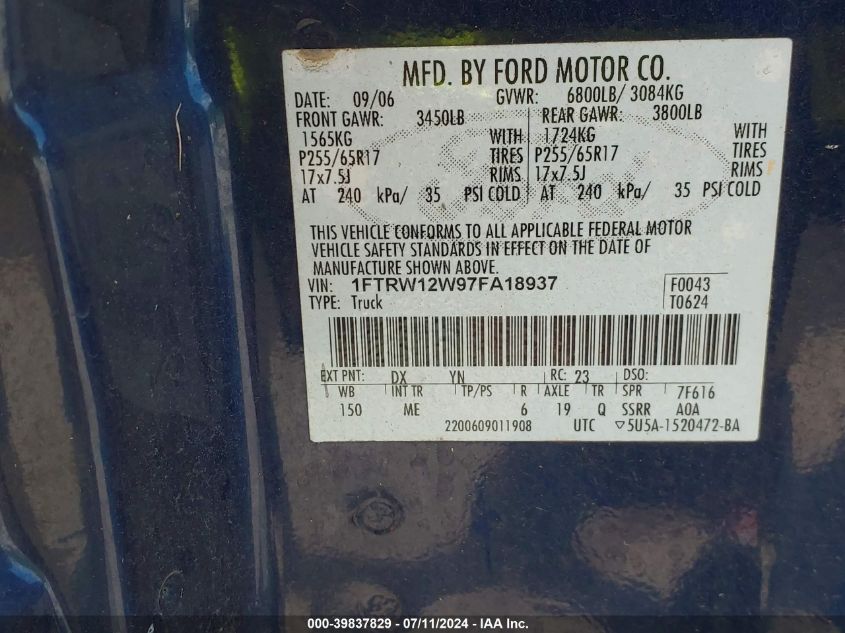 MFD. BY FORD MOTOR CO.
DATE: 09/06 GVWR: 6800LB/ 3084KG
FRONT GAWR: 3450LB REAR GAWR: 3800LB
1565KG WITH 1724KG WITH
P255/65R17 TIRES P255/65R17 TIRES
17x7.5J RIMS 17x7.5J RIMS
AT 240 kPa/ 35 PSI COLD AT 240 kPa/ 35 PSI COLD
THIS VEHICLE CONFORMS TO ALL APPLICABLE FEDERAL MOTOR
VEHICLE SAFETY STANDARDS IN EFFECT ON THE DATE OF
MANUFACTURE SHOWN ABOVE.
VIN: 1FTRW12W97FA18937 F0043
TYPE: Truck T0624
EXT PNT: DX YN RC: 23 DSO:
WB INT TR TP/PS R AXLE TR SPR 7F616
150 ME 6 19 Q SSRR AOA
2200609011908 UTC ▽5U5A-1520472-BA
000-39837829 - 07/11/2024 - IAA Inc.